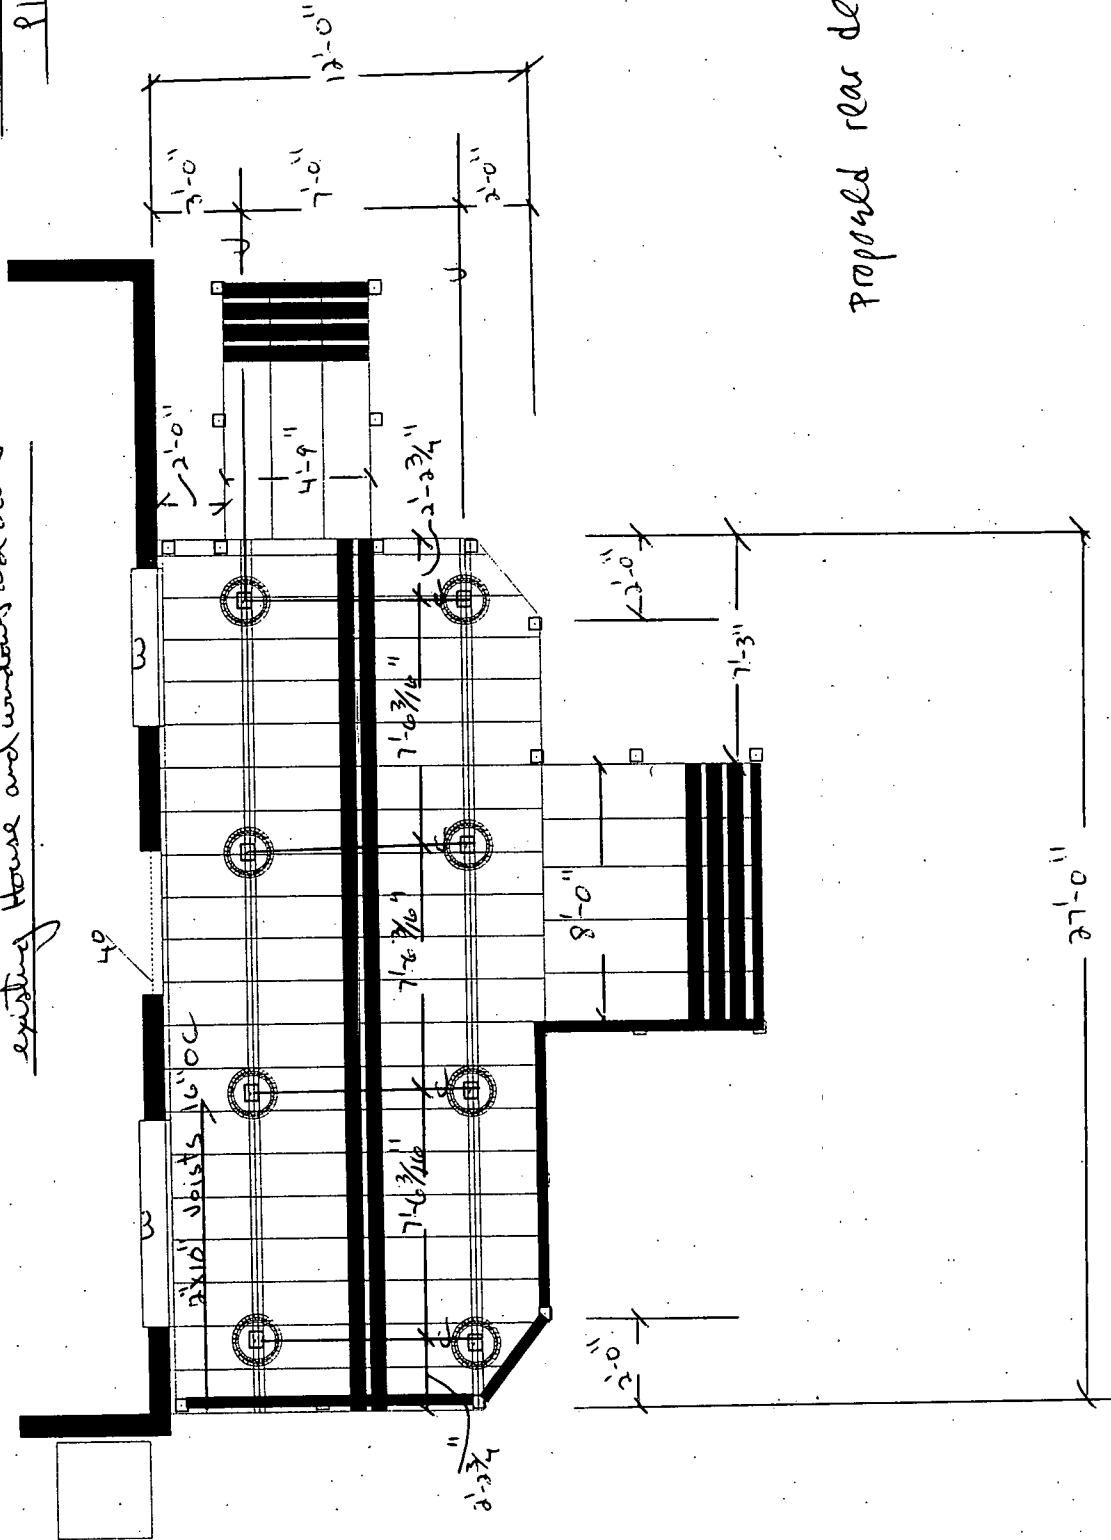 Pl
existing House and windows
W
40
W
2"x10" Joists 16" OC
12'-0"
3'-0"
7'-0"
2'-0"
2'-0"
4'-9"
2'-2 3/4"
7'-6 3/16"
7'-6 3/16"
7'-6 3/16"
2'-2 3/4"
8'-0"
2'-0"
7'-3"
2'-0"
27'-0"
Proposed rear de